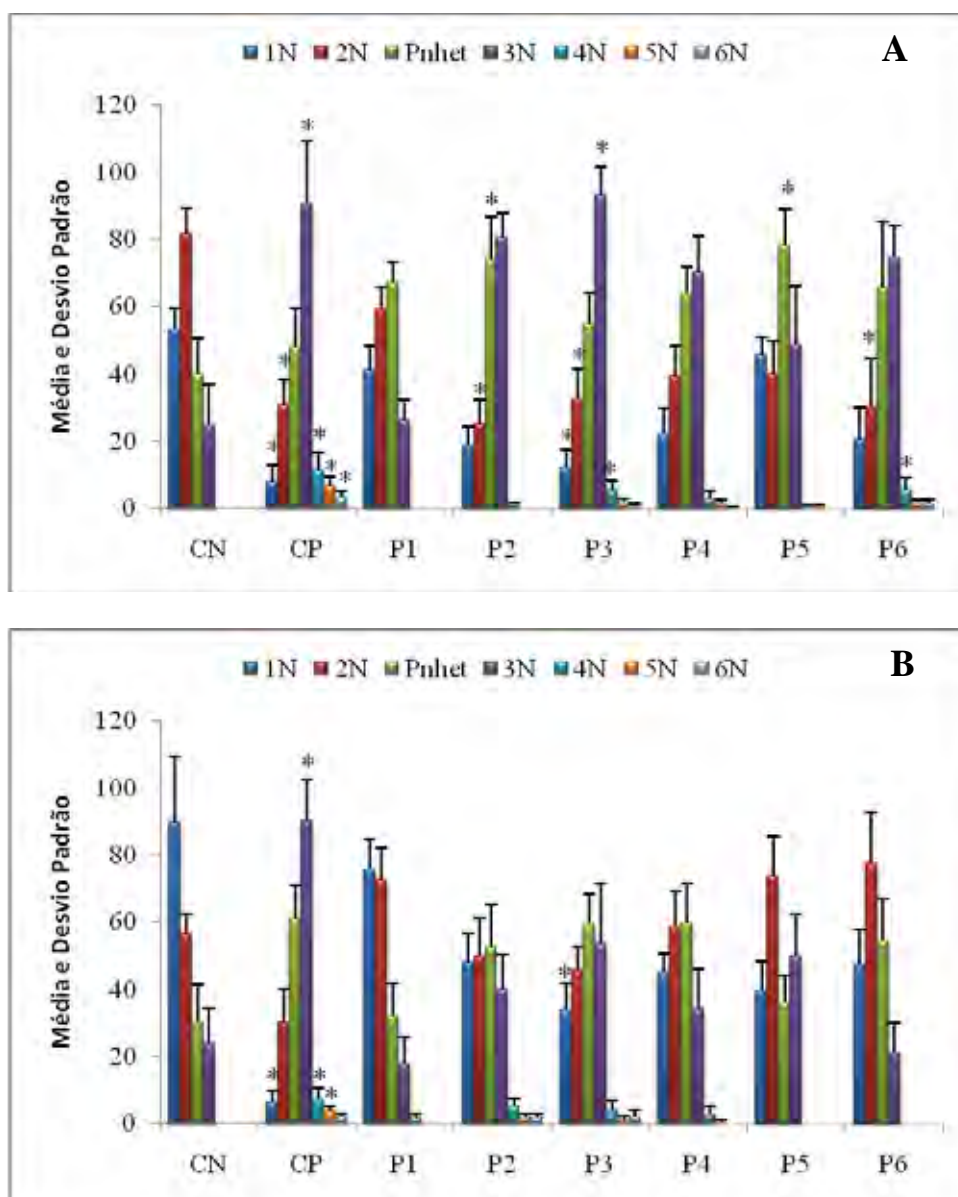 1N 2N Pnhet 3N 4N 5N 6N
A
Média e Desvio Padrão
120
100
80
60
40
20
0
* * * * * *
* *
* * * *
*
* *
CN CP P1 P2 P3 P4 P5 P6
1N 2N Pnhet 3N 4N 5N 6N
B
Média e Desvio Padrão
120
100
80
60
40
20
0
* * * *
*
CN CP P1 P2 P3 P4 P5 P6